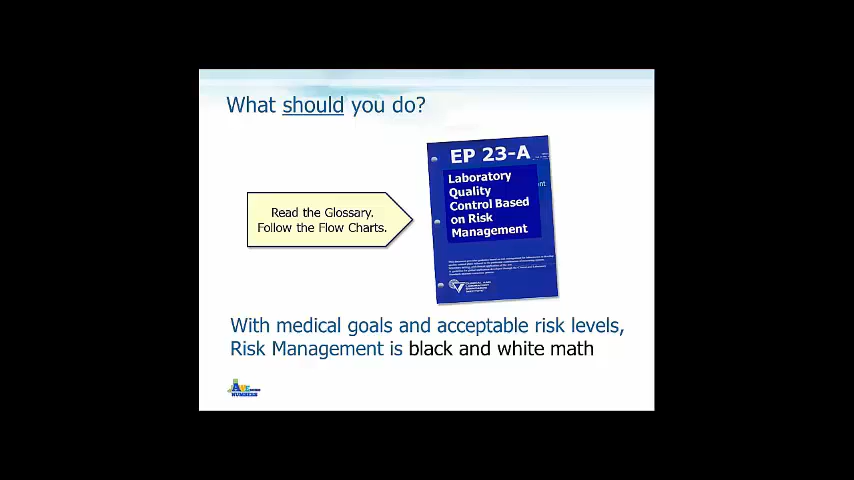 What should you do?
EP 23-A
Laboratory
Quality
Control Based
on Risk
Management
Read the Glossary.
Follow the Flow Charts.
With medical goals and acceptable risk levels,
Risk Management is black and white math
NUMBERS